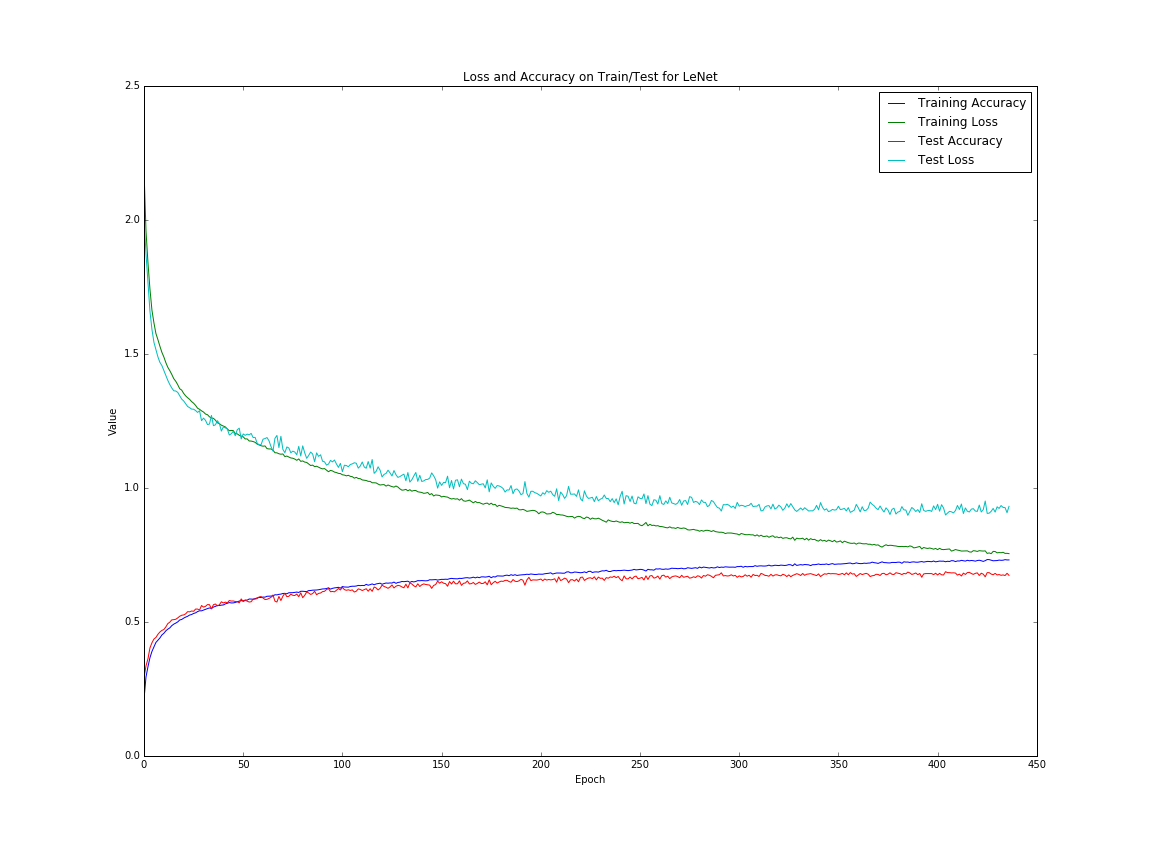 Loss and Accuracy on Train/Test for LeNet
2.5
2.0
1.5
1.0
0.5
0.0
Value
Training Accuracy
Training Loss
Test Accuracy
Test Loss
0 50 100 150 200 250 300 350 400 450
Epoch